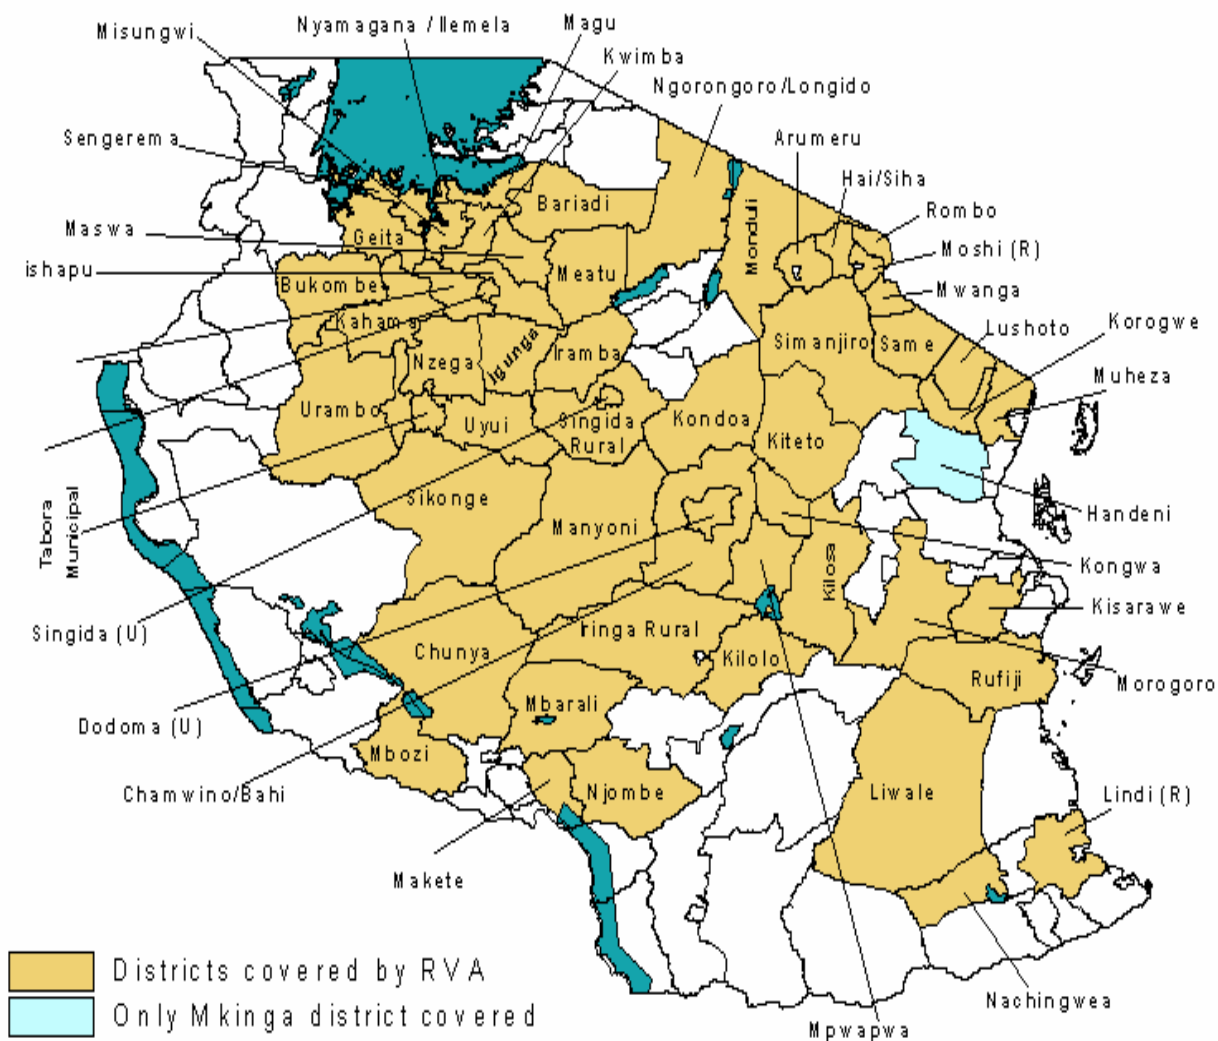 Misungwi
Nyamagana / Ilemela
Magu
Kwimba
Ngorongoro/Longido
Sengerema
Arumeru
Hai/Siha
Rombo
Bariadi
Maswa
Geita
Monduli
Moshi (R)
ishapu
Meatu
Bukombe
Mwanga
Kahama
Lushoto
Korogwe
Nzega
Igunga
Iramba
Simanjiro
Same
Muheza
Urambo
Uyui
Singida
Rural
Kondoa
Kiteto
Sikonge
Tabora
Municipal
Manyoni
Handeni
Kilosa
Kongwa
Kisarawe
Singida (U)
Chunya
Iringa Rural
Kilolo
Rufiji
Morogoro
Dodoma (U)
Mbarali
Mbozi
Chamwino/Bahi
Njombe
Liwale
Lindi (R)
Makete
Nachingwea
Mpwapwa
Districts covered by RVA
Only Mkinga district covered